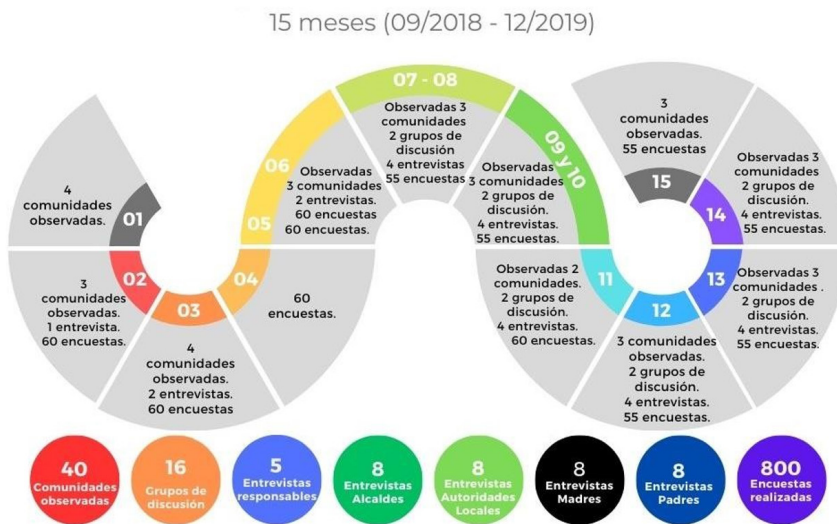 15 meses (09/2018 - 12/2019)
4
comunidades
observadas.
01
3
comunidades
observadas.
1 entrevista.
60 encuestas.
02
03
4
comunidades
observadas.
2 entrevistas.
60 encuestas
04
60
encuestas.
05
06
Observadas
3 comunidades
2 entrevistas.
60 encuestas
60 encuestas.
07 - 08
Observadas 3
comunidades
2 grupos de
discusión
4 entrevistas
55 encuestas
09 y 10
Observadas
3 comunidades
2 grupos de
discusión.
4 entrevistas.
55 encuestas.
11
Observadas 2
comunidades.
2 grupos de
discusión.
4 entrevistas.
60 encuestas.
12
3 comunidades
observadas.
2 grupos de
discusión.
4 entrevistas.
55 encuestas.
13
Observadas 3
comunidades .
2 grupos de
discusión.
4 entrevistas.
55 encuestas.
14
Observadas 3
comunidades
2 grupos de
discusión.
4 entrevistas.
55 encuestas.
15
3
comunidades
observadas.
55 encuestas.
40
Comunidades
observadas
16
Grupos de
discusión
5
Entrevistas
responsables
8
Entrevistas
Alcaldes
8
Entrevistas
Autoridades
Locales
8
Entrevistas
Madres
8
Entrevistas
Padres
800
Encuestas
realizadas